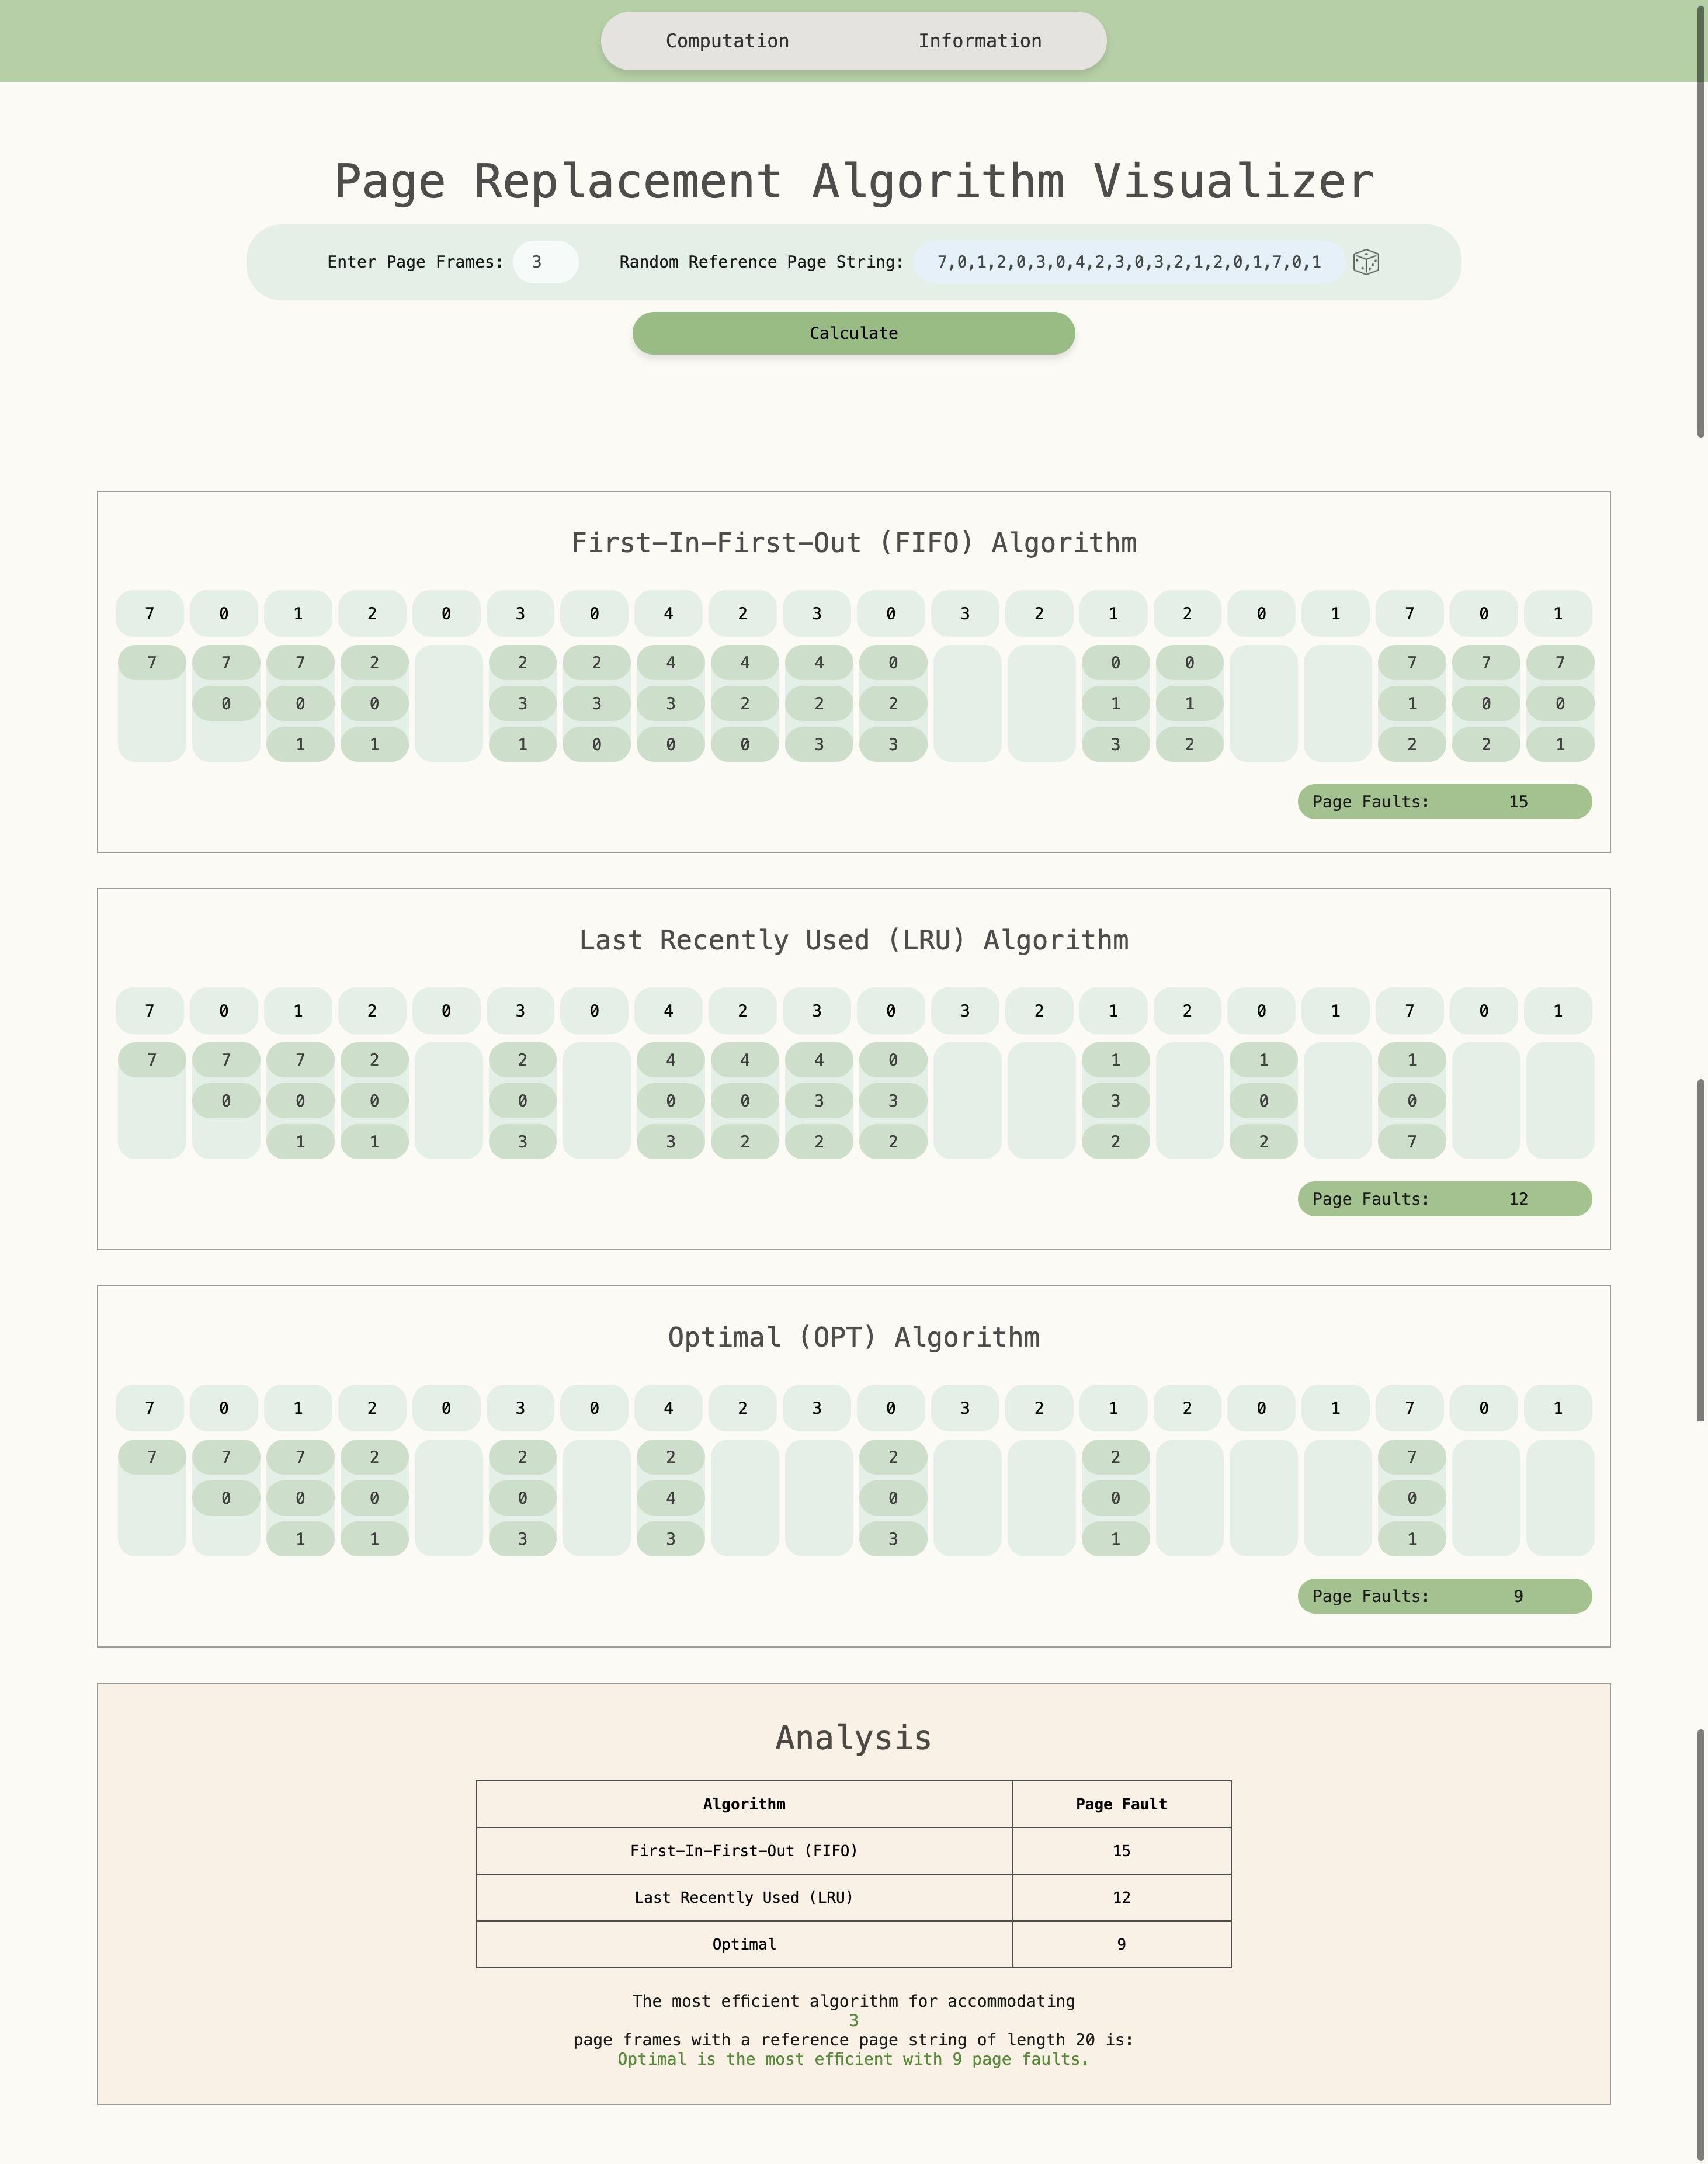 Computation Information
Page Replacement Algorithm Visualizer
Enter Page Frames: 3 Random Reference Page String: 7,0,1,2,0,3,0,4,2,3,0,3,2,1,2,0,1,7,0,1
Calculate
First-In-First-Out (FIFO) Algorithm
7 0 1 2 0 3 0 4 2 3 0 3 2 1 2 0 1 7 0 1
7 7 7 2 2 2 4 4 4 0 0 0 7 7 7
0 0 0 3 3 3 2 2 2 1 1 1 0 0
1 1 1 0 0 0 3 3 3 2 2 2 1
Page Faults: 15
Last Recently Used (LRU) Algorithm
7 0 1 2 0 3 0 4 2 3 0 3 2 1 2 0 1 7 0 1
7 7 7 2 2 4 4 4 0 1 1 1
0 0 0 0 0 0 3 3 3 0 0
1 1 3 3 2 2 2 2 2 7
Page Faults: 12
Optimal (OPT) Algorithm
7 0 1 2 0 3 0 4 2 3 0 3 2 1 2 0 1 7 0 1
7 7 7 2 2 2 2 2 7
0 0 0 0 4 0 0 0
1 1 3 3 3 1 1
Page Faults: 9
Analysis
Algorithm Page Fault
First-In-First-Out (FIFO) 15
Last Recently Used (LRU) 12
Optimal 9
The most efficient algorithm for accommodating
3
page frames with a reference page string of length 20 is:
Optimal is the most efficient with 9 page faults.